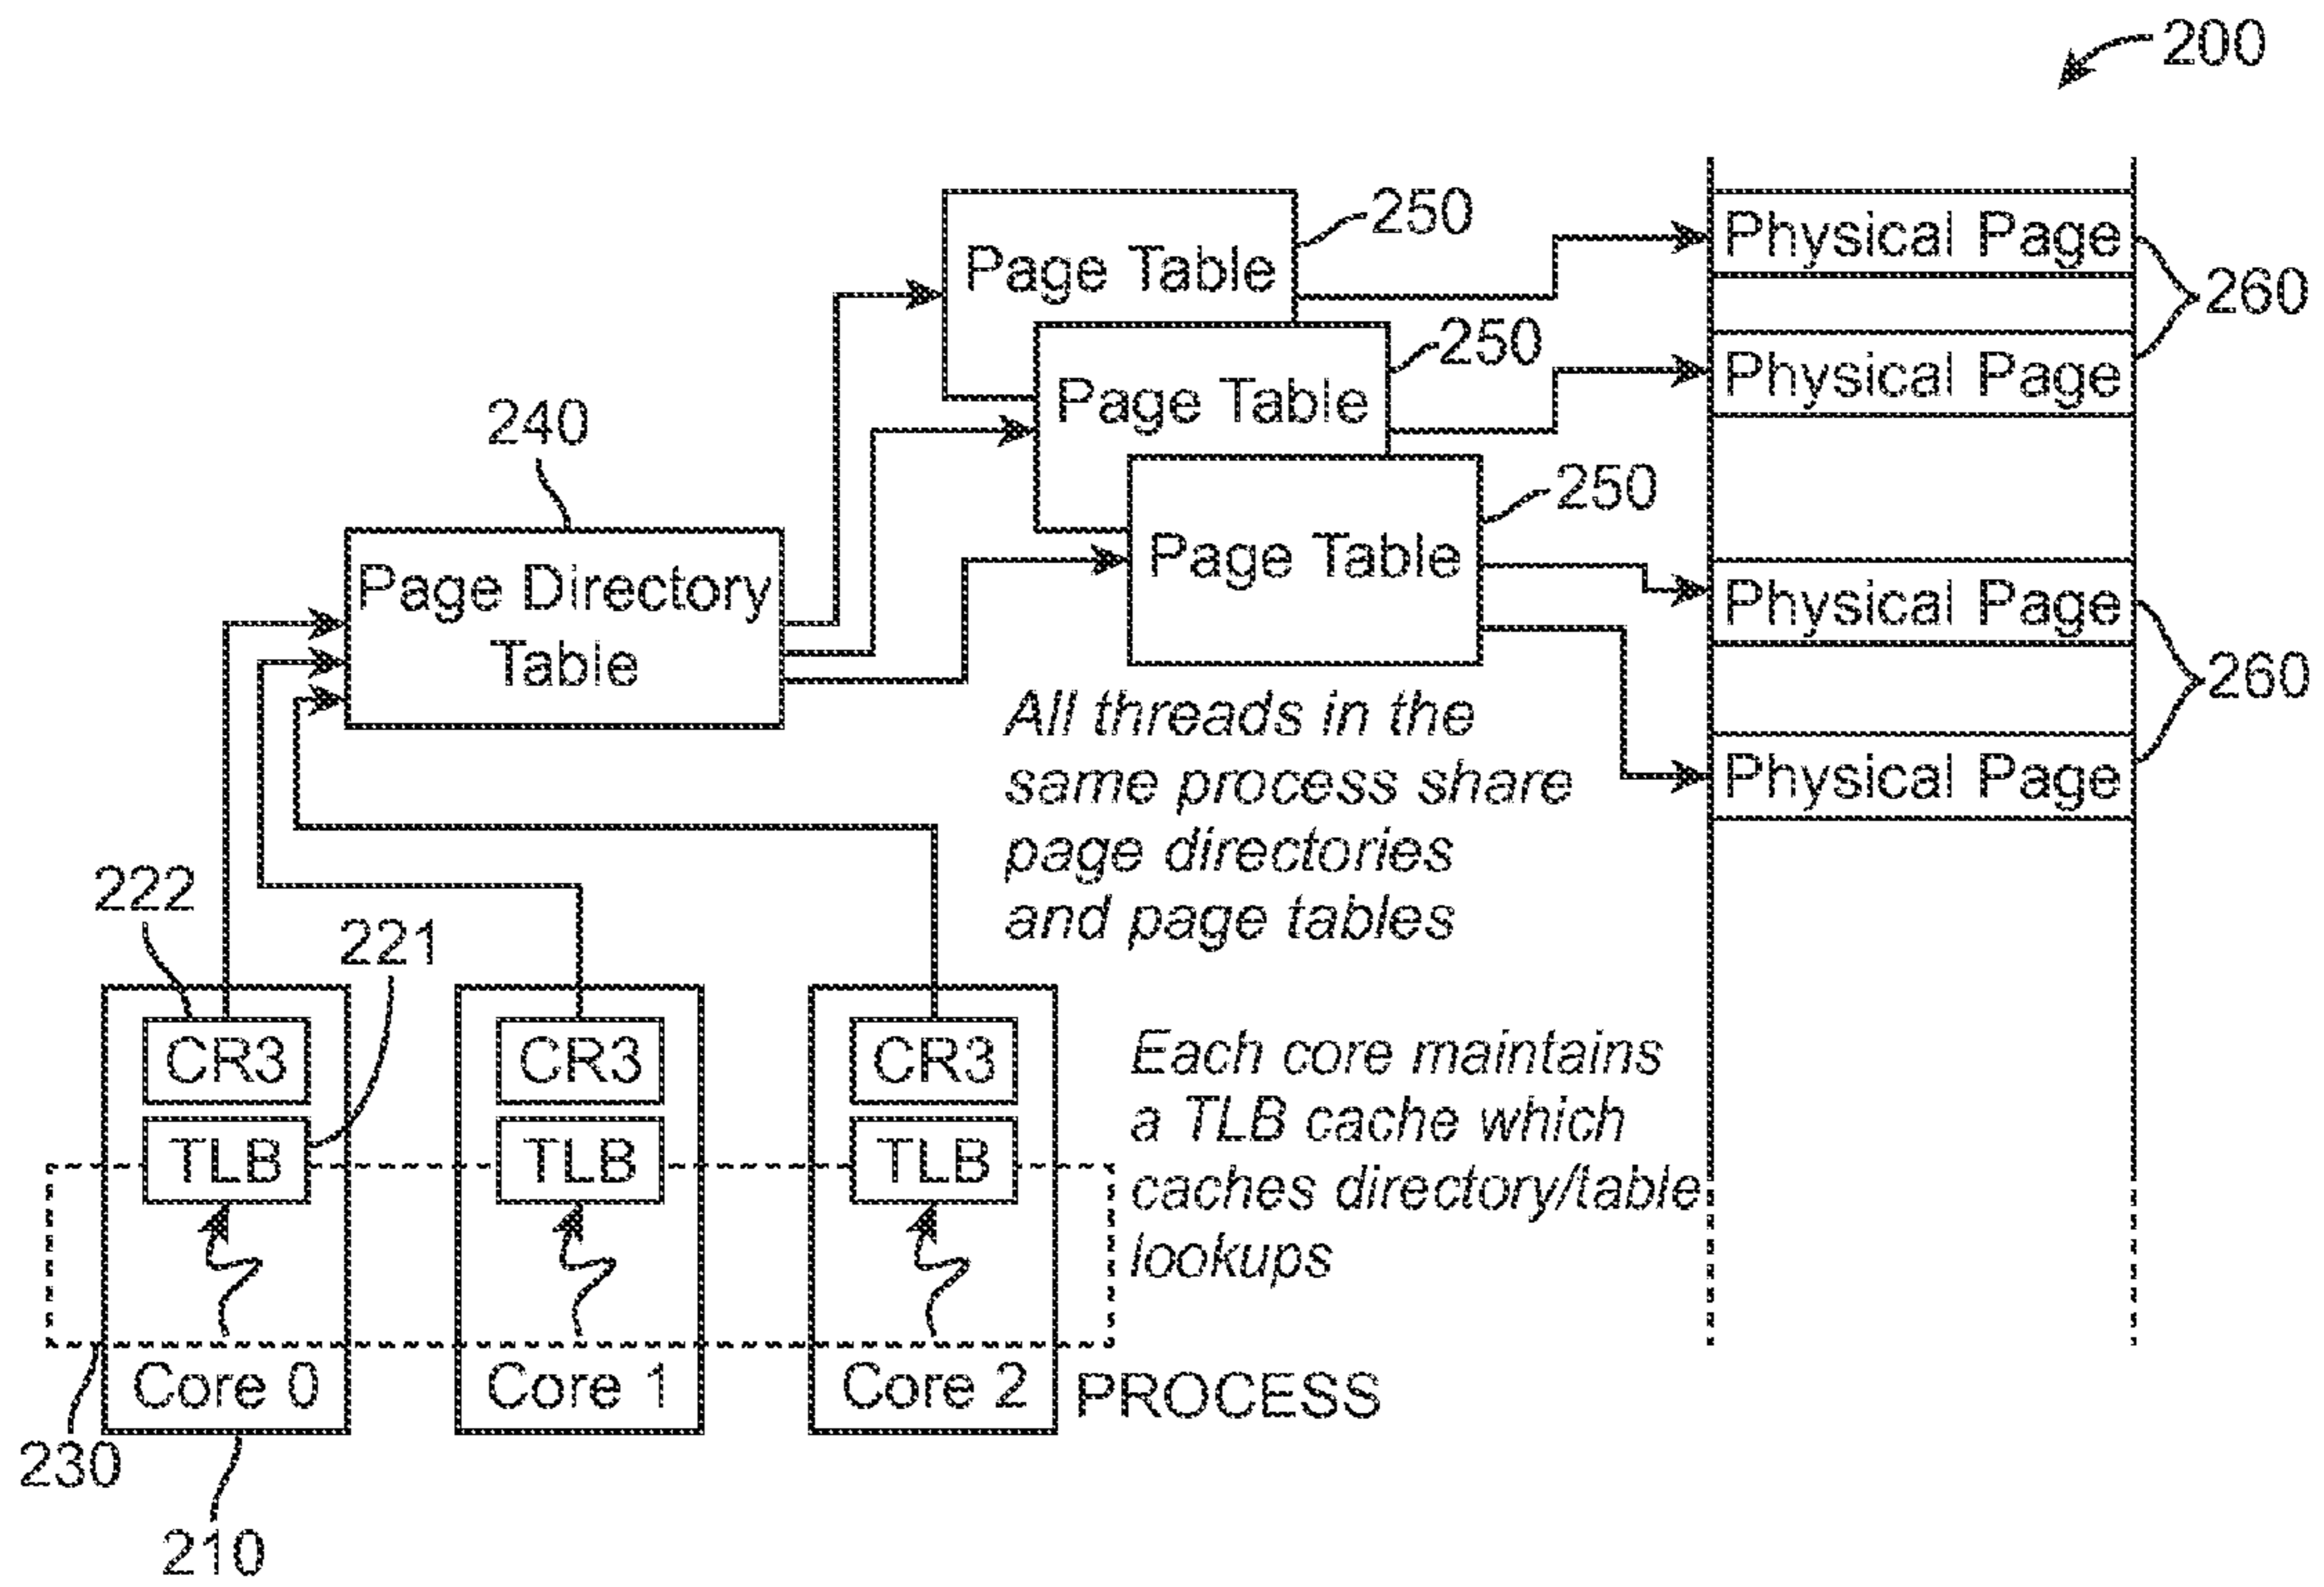 200
250
Page Table
Physical Page
260
250
Page Table
Physical Page
240
250
Page Table
Physical Page
Page Directory
Table
260
All threads in the
same process share
page directories
and page tables
Physical Page
222
221
CR3
CR3
CR3
TLB
TLB
TLB
Each core maintains
a TLB cache which
caches directory/table
lookups
Core 0
Core 1
Core 2
PROCESS
230
210